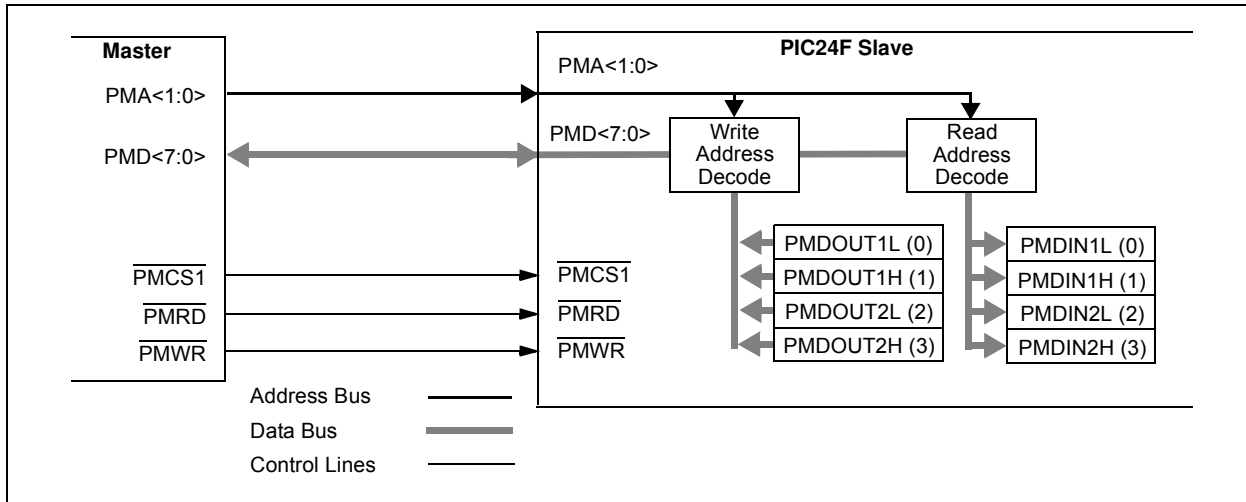 Master
PIC24F Slave
PMA<1:0>
PMA<1:0>
PMD<7:0>
PMD<7:0>
Write
Address
Decode
Read
Address
Decode
PMDOUT1L (0)
PMDOUT1H (1)
PMDOUT2L (2)
PMDOUT2H (3)
PMDIN1L (0)
PMDIN1H (1)
PMDIN2L (2)
PMDIN2H (3)
PMCS1
PMCS1
PMRD
PMRD
PMWR
PMWR
Address Bus
Data Bus
Control Lines